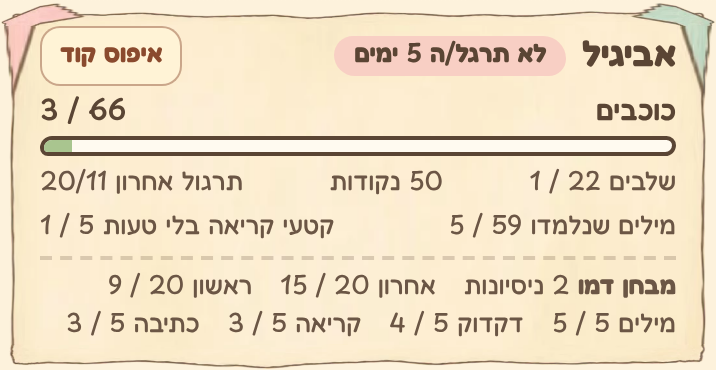 אביגיל לא תרגל/ה 5 ימים איפוס קוד
כוכבים 3 / 66
שלבים 1 / 22 50 נקודות תרגול אחרון 20/11
מילים שנלמדו 5 / 59 קטעי קריאה בלי טעות 1 / 5
מבחן דמו 2 ניסיונות אחרון 15 / 20 ראשון 9 / 20
מילים 5 / 5 דקדוק 4 / 5 קריאה 3 / 5 כתיבה 3 / 5